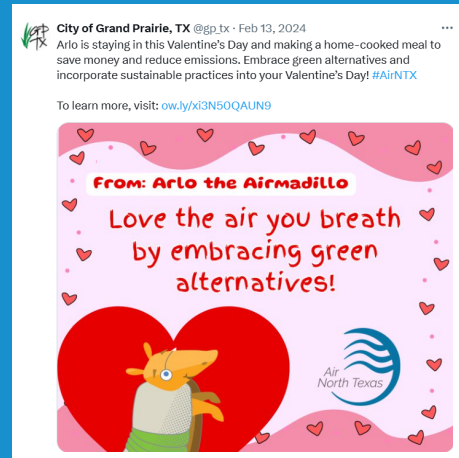 City of Grand Prairie, TX @gp_tx · Feb 13, 2024
Arlo is staying in this Valentine's Day and making a home-cooked meal to
save money and reduce emissions. Embrace green alternatives and
incorporate sustainable practices into your Valentine's Day! #AirNTX
To learn more, visit: ow.ly/xi3N50QAUN9
From: Arlo the Airmadillo
Love the air you breath
by embracing green
alternatives!
Air
North Texas